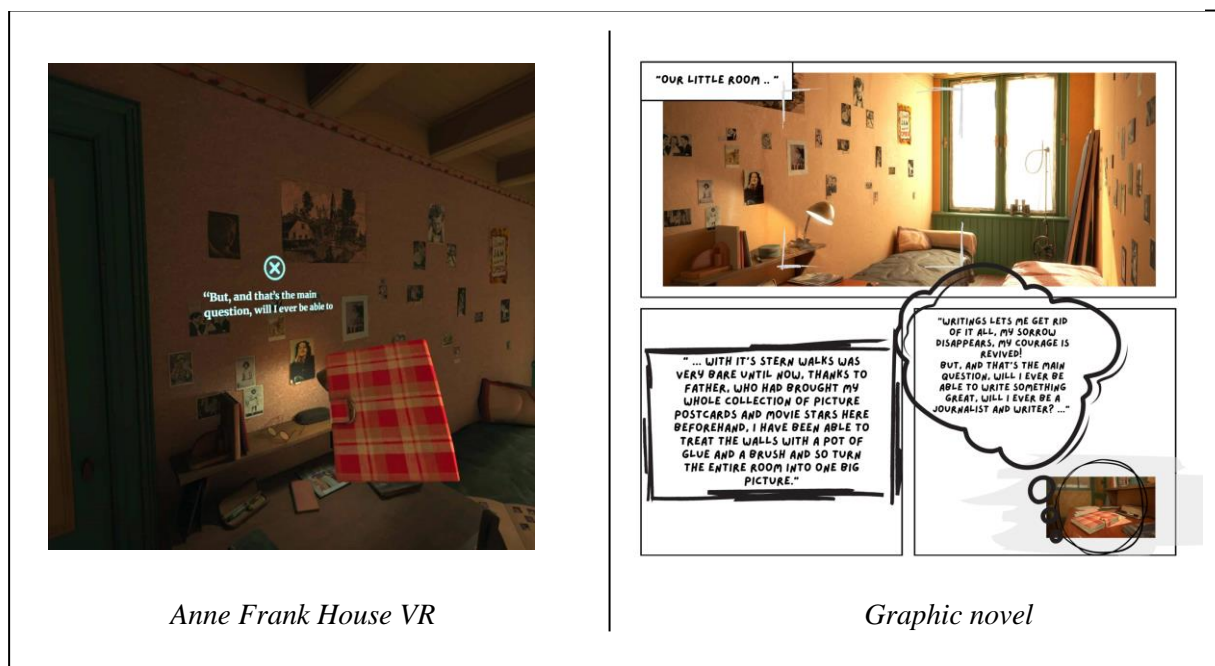 “But, and that’s the main
question, will I ever be able to
Anne Frank House VR
"OUR LITTLE ROOM .. "
" ... WITH IT'S STERN WALKS WAS
VERY BARE UNTIL NOW. THANKS TO
FATHER, WHO HAD BROUGHT MY
WHOLE COLLECTION OF PICTURE
POSTCARDS AND MOVIE STARS HERE
BEFOREHAND, I HAVE BEEN ABLE TO
TREAT THE WALLS WITH A POT OF
GLUE AND A BRUSH AND SO TURN
THE ENTIRE ROOM INTO ONE BIG
PICTURE."
"WRITINGS LETS ME GET RID
OF IT ALL, MY SORROW
DISAPPEARS, MY COURAGE IS
REVIVED!
BUT, AND THAT'S THE MAIN
QUESTION, WILL I EVER BE
ABLE TO WRITE SOMETHING
GREAT, WILL I EVER BE A
JOURNALIST AND WRITER? ..."
Graphic novel